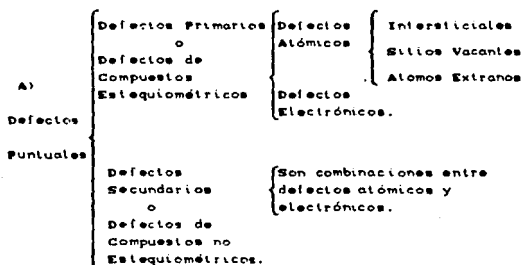 A)
Defectos
Puntuales
Defectos Primarios
o
Defectos de
Compuestos
Estequiométricos
Defectos
Atómicos
Intersticiales
Sitios Vacantes
Atomos Extranos
Defectos
Electrónicos.
Defectos
Secundarios
o
Defectos de
Compuestos no
Estequiométricos.
Son combinaciones entre
defectos atómicos y
electrónicos.